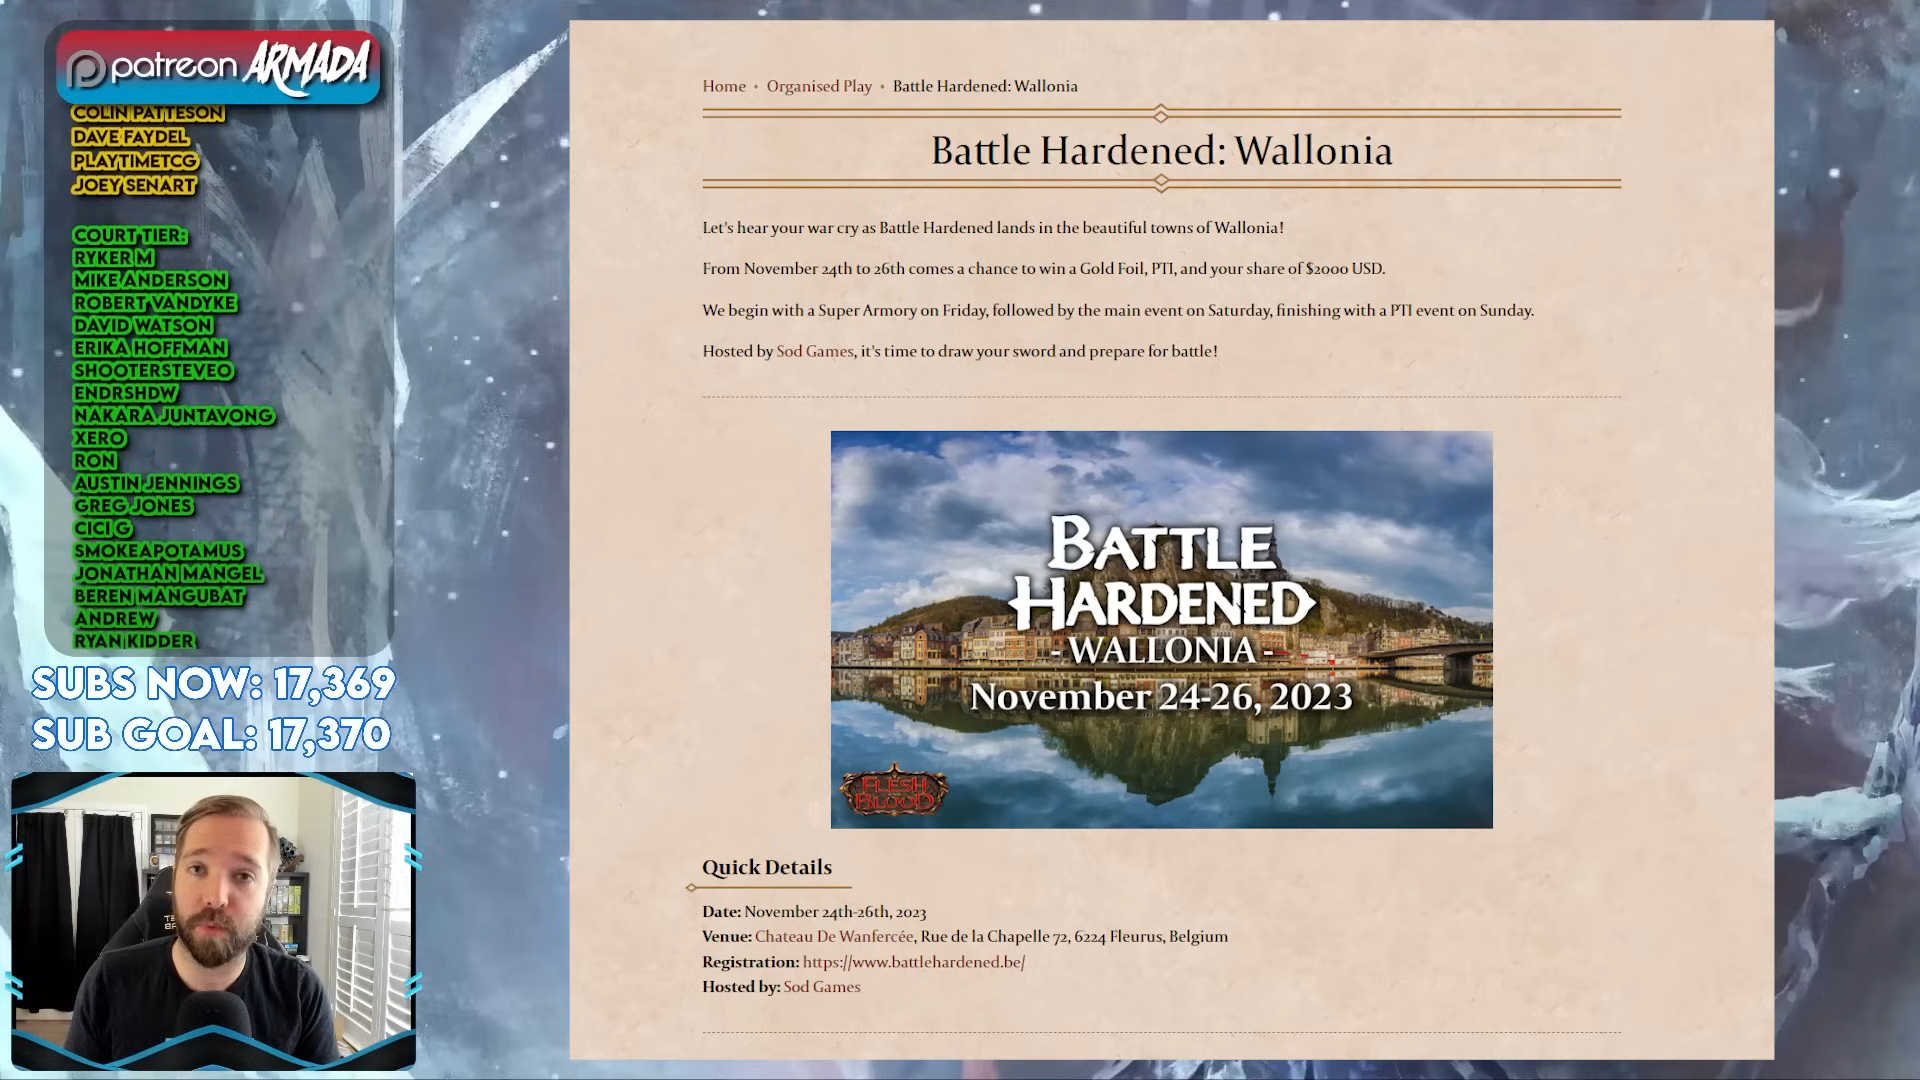 patreon ARMADA
COLIN PATTESON
DAVE FAYDEL
PLAYTIMETCG
JOEY SENART
COURT TIER:
RYKER M
MIKE ANDERSON
ROBERT VANDYKE
DAVID WATSON
ERIKA HOFFMAN
SHOOTERSTEVEO
ENDRSHDW
NAKARA JUNTAVONG
XERO
RON
AUSTIN JENNINGS
GREG JONES
CICI G
SMOKEAPOTAMUS
JONATHAN MANGEL
BEREN MANGUBAT
ANDREW
RYAN KIDDER
SUBS NOW: 17,369
SUB GOAL: 17,370
Home • Organised Play • Battle Hardened: Wallonia
Battle Hardened: Wallonia
Let's hear your war cry as Battle Hardened lands in the beautiful towns of Wallonia!
From November 24th to 26th comes a chance to win a Gold Foil, PTI, and your share of $2000 USD.
We begin with a Super Armory on Friday, followed by the main event on Saturday, finishing with a PTI event on Sunday.
Hosted by Sod Games, it's time to draw your sword and prepare for battle!
BATTLE
HARDENED
- WALLONIA -
November 24-26, 2023
FLESH
BLOOD
Quick Details
Date: November 24th-26th, 2023
Venue: Chateau De Wanfercée, Rue de la Chapelle 72, 6224 Fleurus, Belgium
Registration: https://www.battlehardened.be/
Hosted by: Sod Games